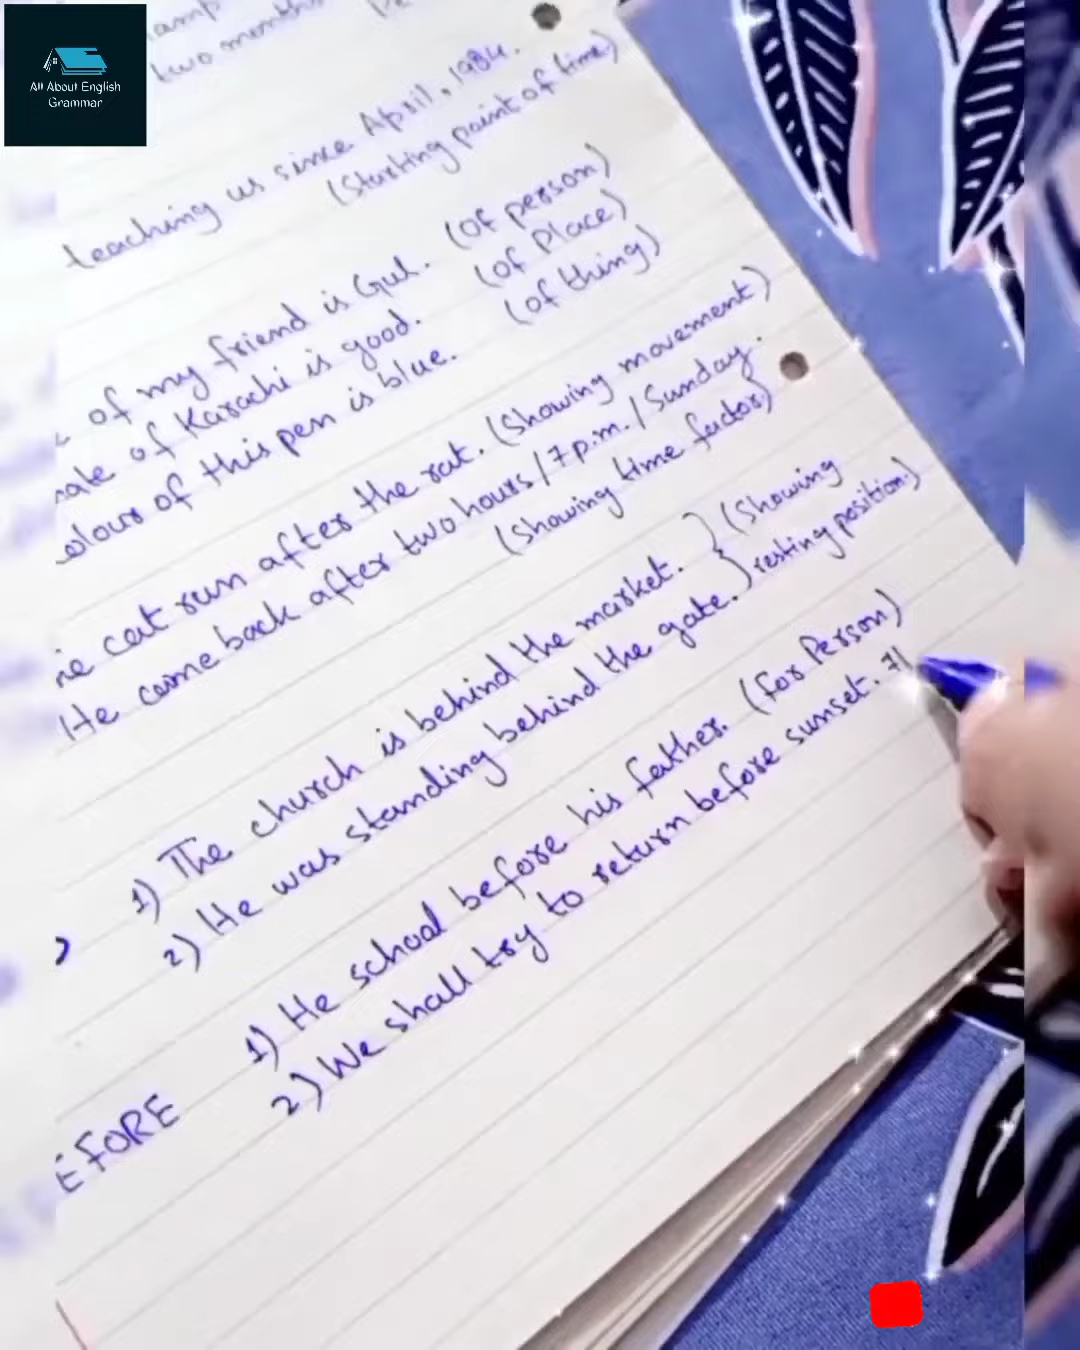 All About English
Grammar
two months
teaching us since April, 1984.
(Starting point of time)
of my friend is Gul. (Of person)
of Karachi is good. (Of Place)
of this pen is blue. (Of thing)
cat run after the rat. (Showing movement)
He came back after two hours/7p.m./Sunday.
(Showing time factor)
1) The church is behind the market. } (Showing
2) He was standing behind the gate. } resting position)
1) He school before his father. (For Person)
2) We shall try to return before sunset. 7
EFORE